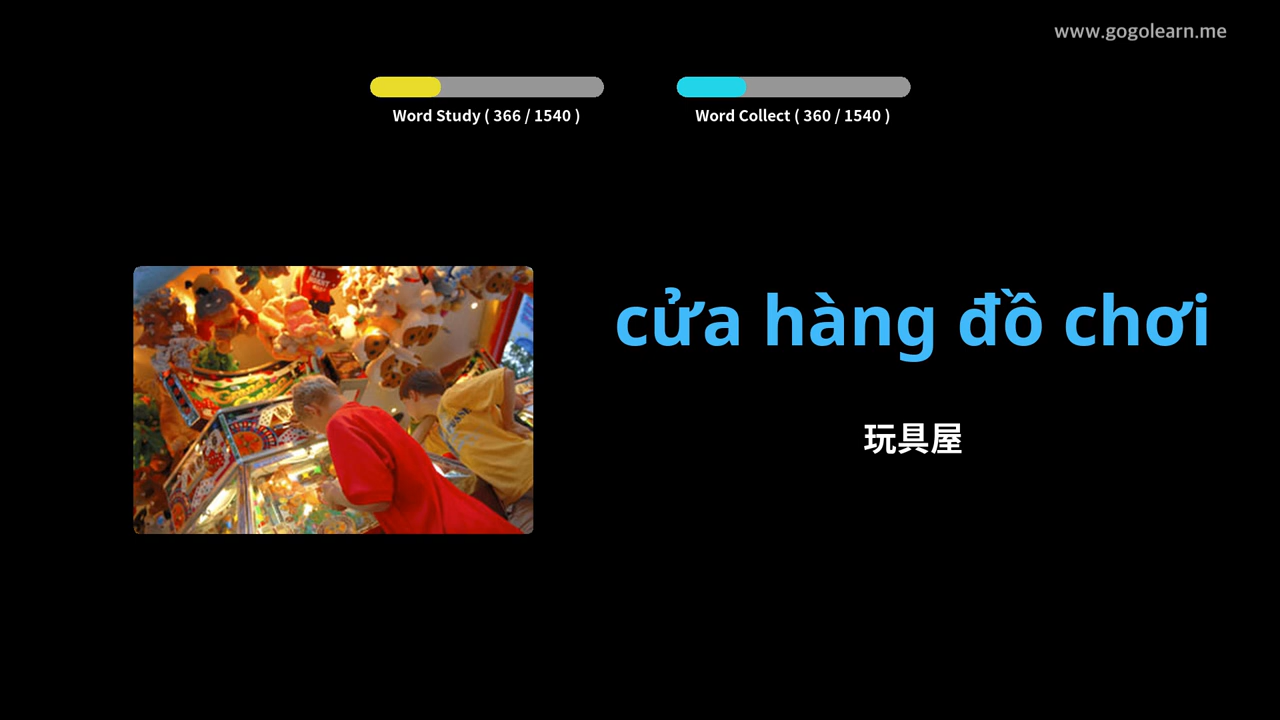 www.gogolearn.me
Word Study ( 366 / 1540 )
Word Collect ( 360 / 1540 )
cửa hàng đồ chơi
玩具屋